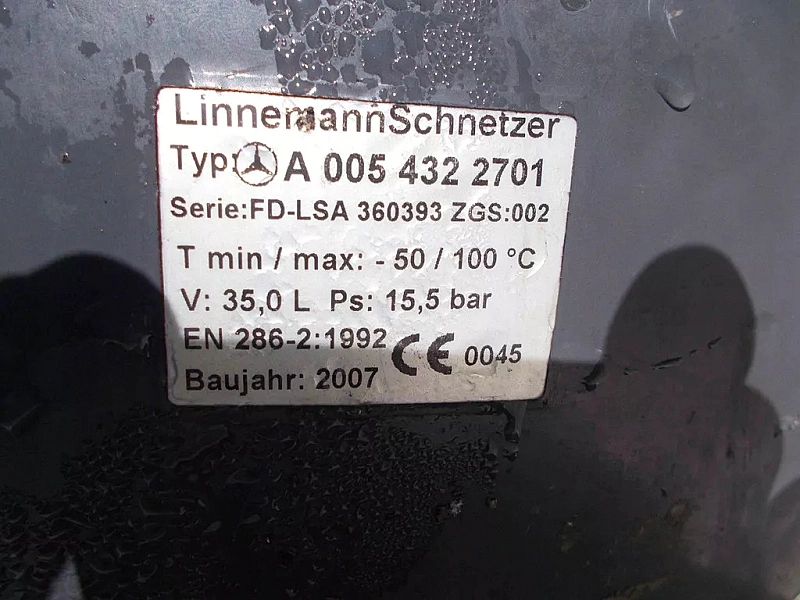 LinnemannSchnetzer
Typ: A 005 432 2701
Serie:FD-LSA 360393 ZGS:002
T min / max: - 50 / 100 °C
V: 35,0 L Ps: 15,5 bar
EN 286-2:1992 CE 0045
Baujahr: 2007